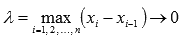 λ = max_{i=1,2,…,n} (x_i − x_{i−1}) → 0